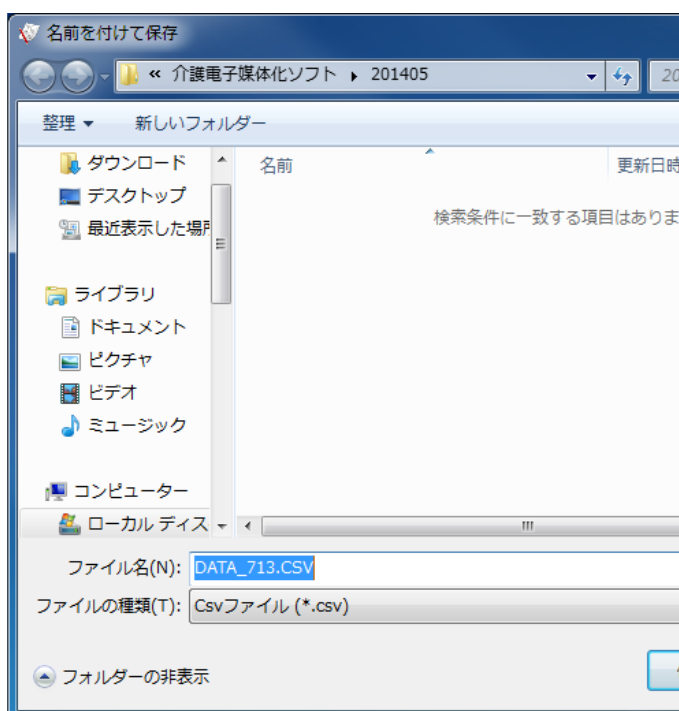 名前を付けて保存
« 介護電子媒体化ソフト ▸ 201405
20
整理 ▼ 新しいフォルダー
ダウンロード
デスクトップ
最近表示した場所
ライブラリ
ドキュメント
ピクチャ
ビデオ
ミュージック
コンピューター
ローカル ディス
名前 更新日時
検索条件に一致する項目はありま
ファイル名(N): DATA_713.CSV
ファイルの種類(T): Csvファイル (*.csv)
フォルダーの非表示